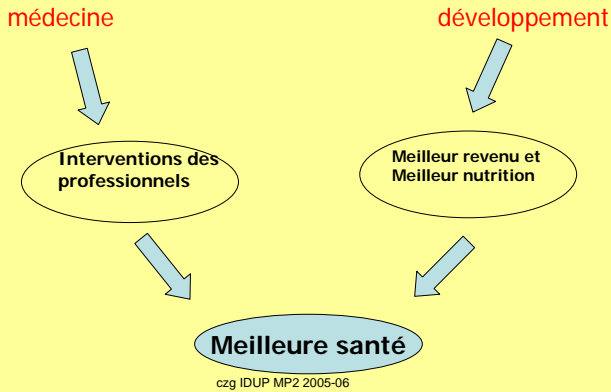 médecine
développement
Interventions des
professionnels
Meilleur revenu et
Meilleur nutrition
Meilleure santé
czg IDUP MP2 2005-06